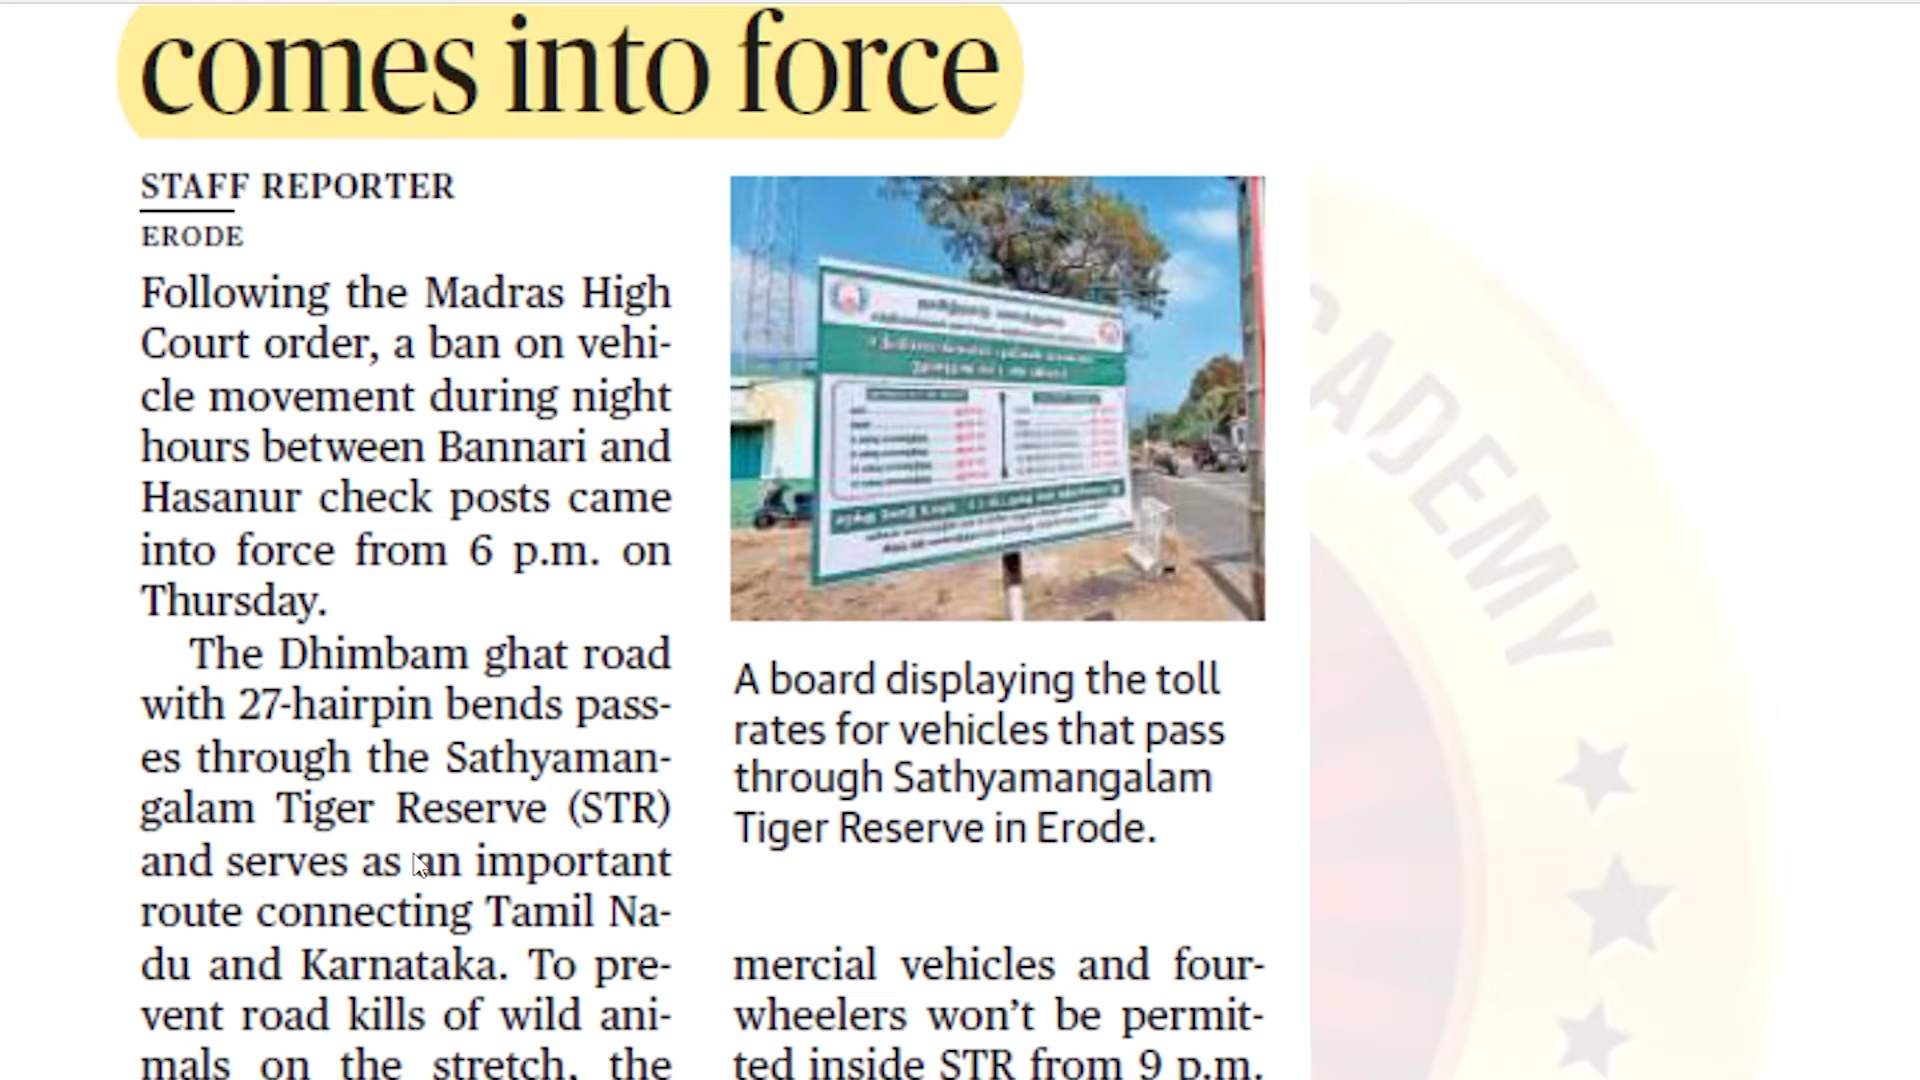 comes into force
STAFF REPORTER
ERODE
Following the Madras High
Court order, a ban on vehi-
cle movement during night
hours between Bannari and
Hasanur check posts came
into force from 6 p.m. on
Thursday.
The Dhimbam ghat road
with 27-hairpin bends pass-
es through the Sathyaman-
galam Tiger Reserve (STR)
and serves as an important
route connecting Tamil Na-
du and Karnataka. To pre-
vent road kills of wild ani-
mals on the stretch, the
A board displaying the toll
rates for vehicles that pass
through Sathyamangalam
Tiger Reserve in Erode.
mercial vehicles and four-
wheelers won’t be permit-
ted inside STR from 9 p.m.
CADEMY